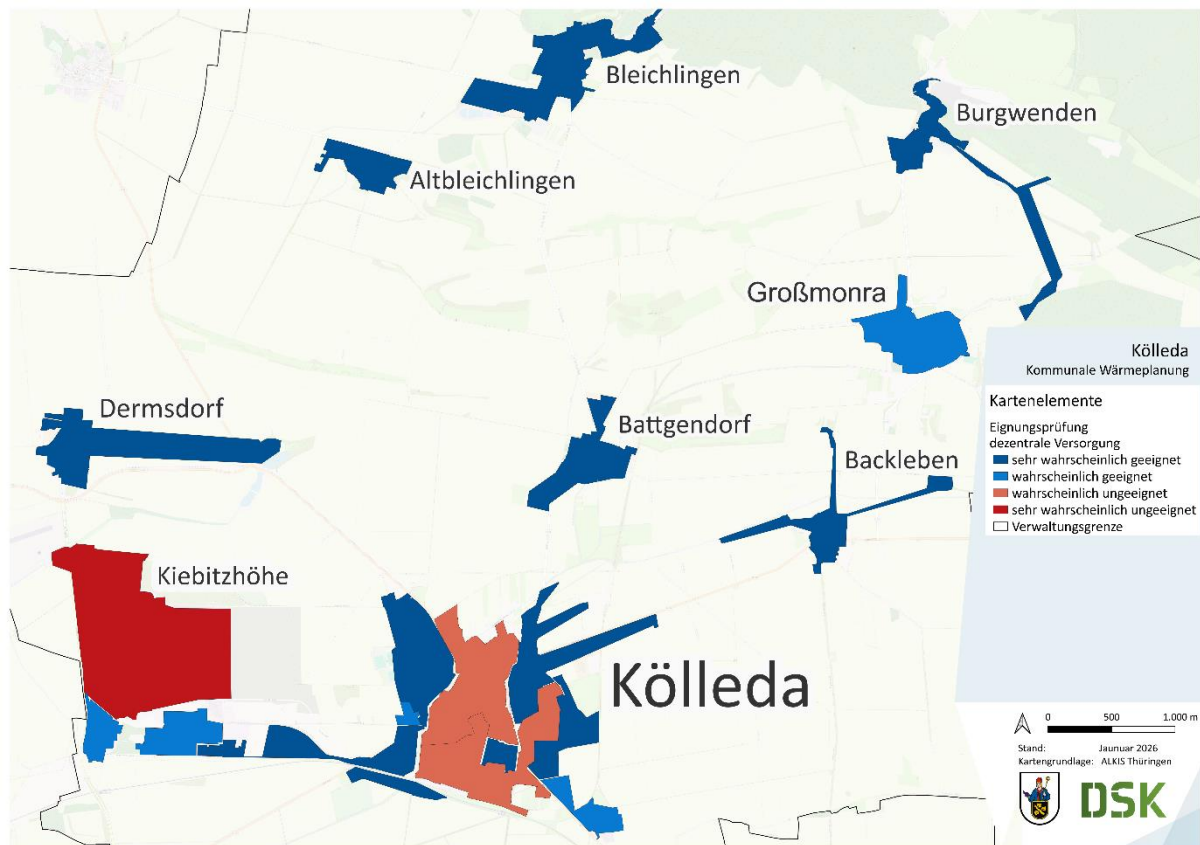 Bleichlingen
Burgwenden
Altbleichlingen
Großmonra
Kölleda
Kommunale Wärmeplanung
Kartenelemente
Eignungsprüfung
dezentrale Versorgung
sehr wahrscheinlich geeignet
wahrscheinlich geeignet
wahrscheinlich ungeeignet
sehr wahrscheinlich ungeeignet
Verwaltungsgrenze
Dermsdorf
Battgendorf
Backleben
Kiebitzhöhe
Kölleda
0 500 1.000 m
Stand: Jaunuar 2026
Kartengrundlage: ALKIS Thüringen
DSK